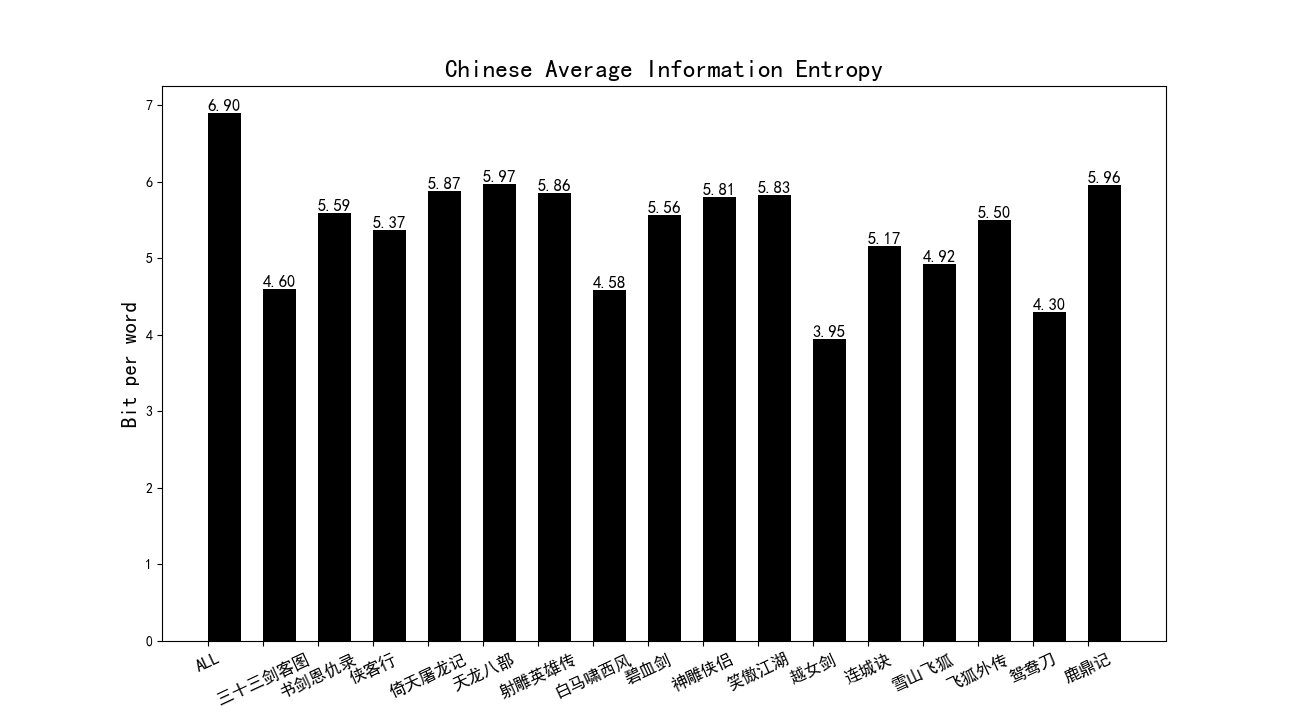 Chinese Average Information Entropy
Bit per word
7
6
5
4
3
2
1
0
6.90
4.60
5.59
5.37
5.87
5.97
5.86
4.58
5.56
5.81
5.83
3.95
5.17
4.92
5.50
4.30
5.96
ALL
三十三剑客图
书剑恩仇录
侠客行
倚天屠龙记
天龙八部
射雕英雄传
白马啸西风
碧血剑
神雕侠侣
笑傲江湖
越女剑
连城诀
雪山飞狐
飞狐外传
鸳鸯刀
鹿鼎记